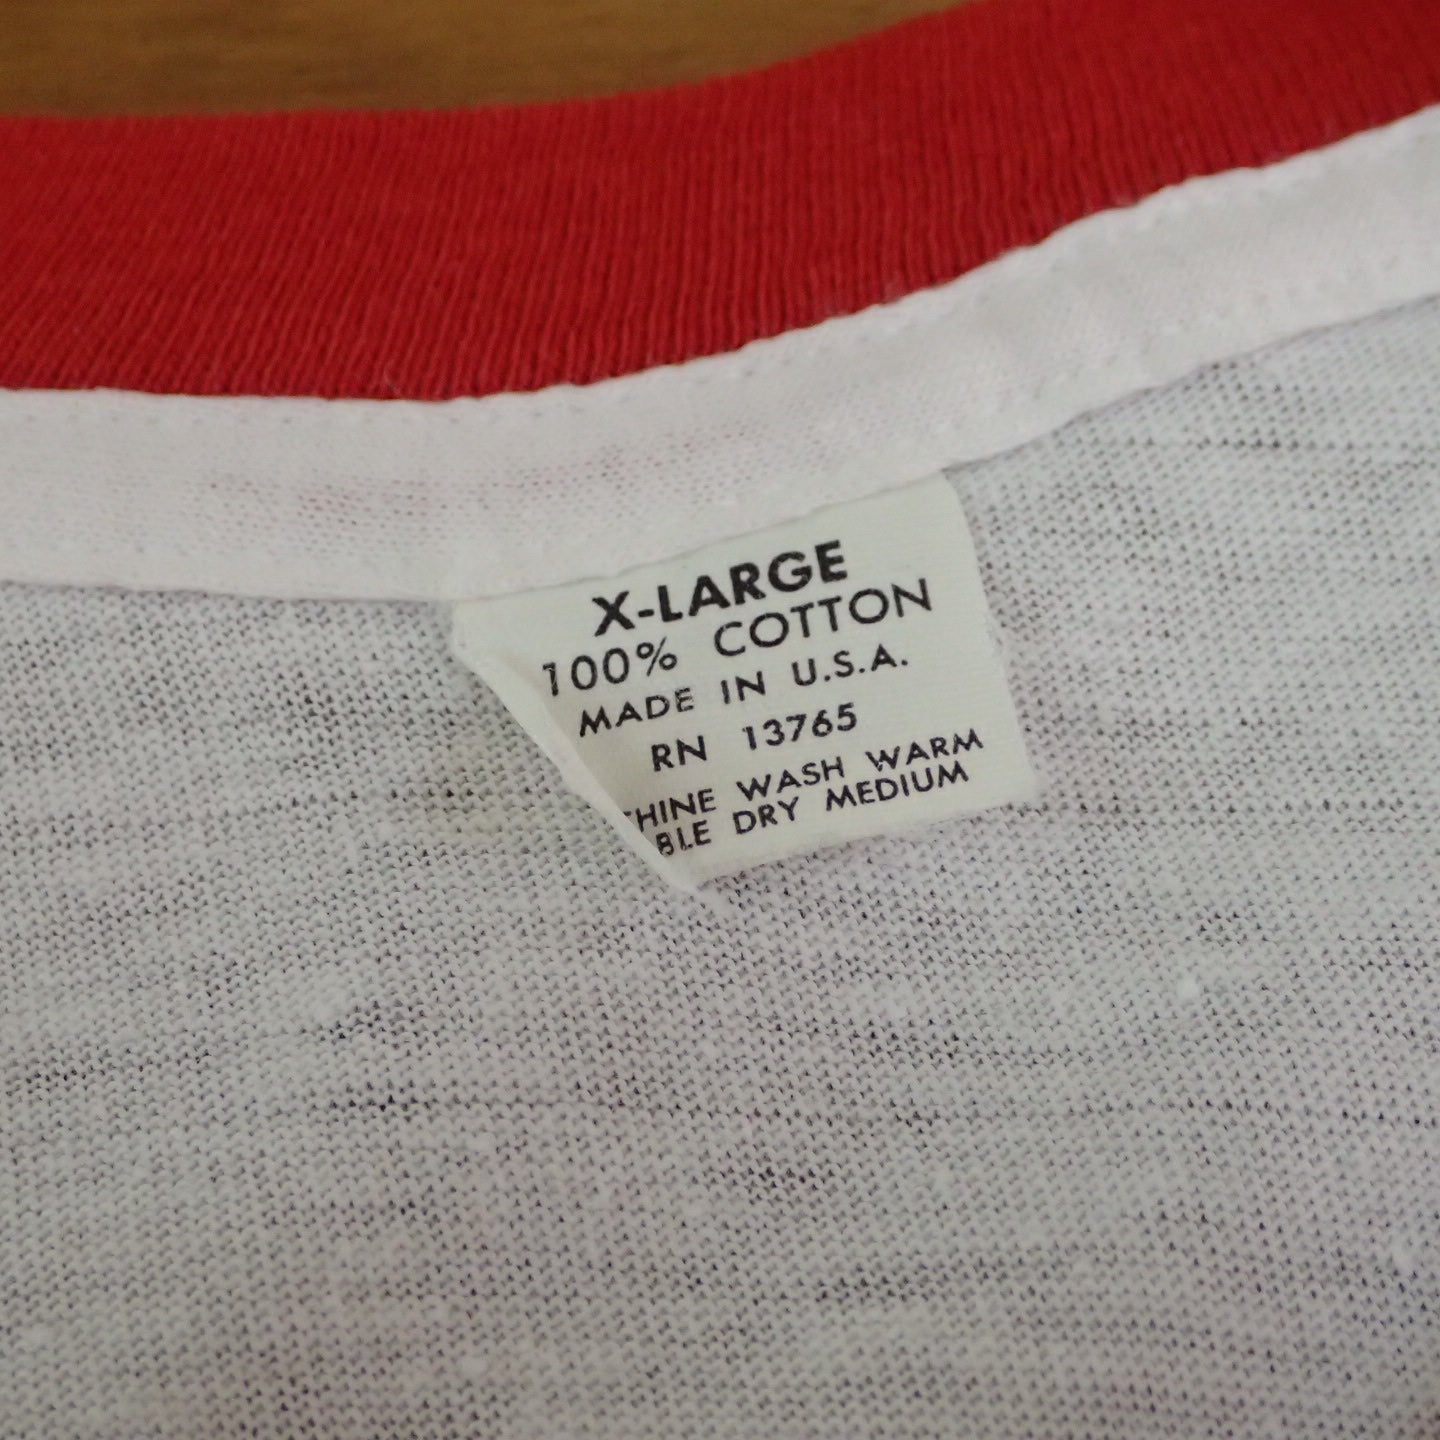 X-LARGE
100% COTTON
MADE IN U.S.A.
RN 13765
HINE WASH WARM
BLE DRY MEDIUM